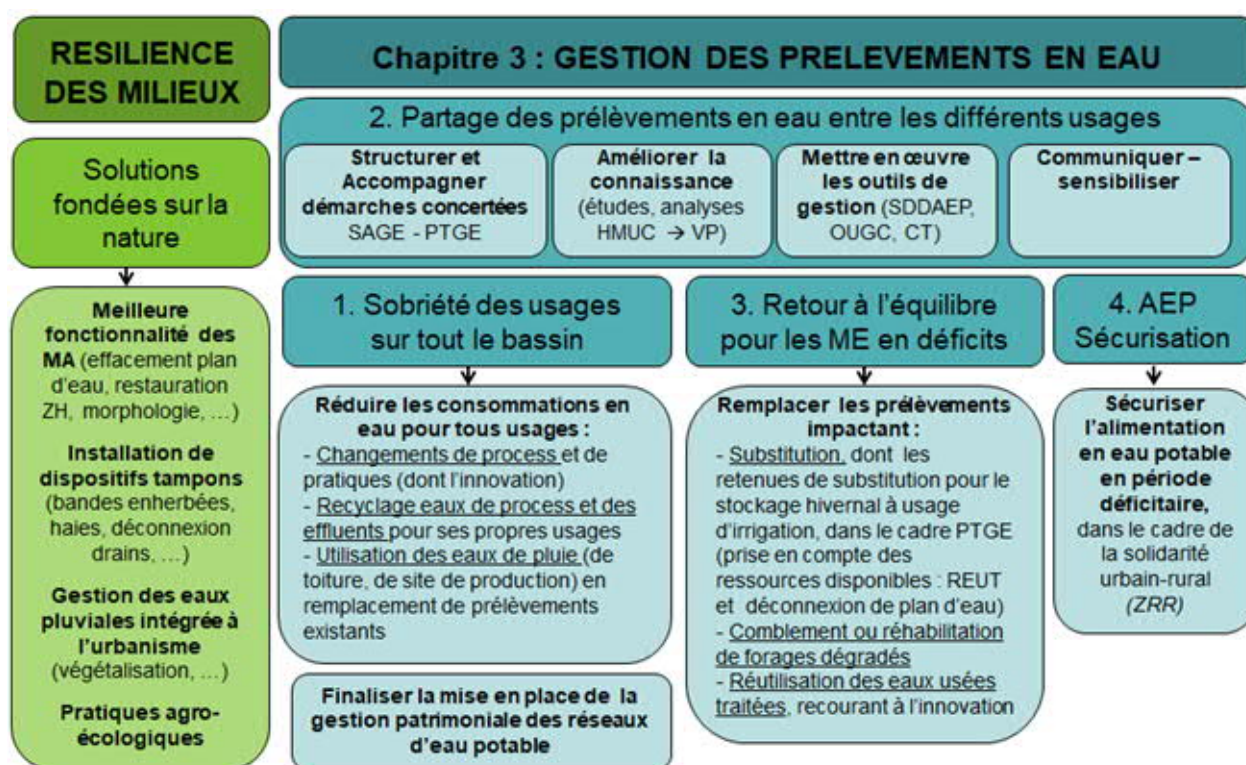 RESILIENCE
DES MILIEUX
Solutions
fondées sur la
nature
Meilleure
fonctionnalité des
MA (effacement plan
d'eau, restauration
ZH, morphologie, …)
Installation de
dispositifs tampons
(bandes enherbées,
haies, déconnexion
drains, …)
Gestion des eaux
pluviales intégrée à
l'urbanisme
(végétalisation, …)
Pratiques agro-
écologiques
Chapitre 3 : GESTION DES PRELEVEMENTS EN EAU
2. Partage des prélèvements en eau entre les différents usages
Structurer et
Accompagner
démarches concertées
SAGE - PTGE
Améliorer la
connaissance
(études, analyses
HMUC → VP)
Mettre en œuvre
les outils de
gestion (SDDAEP,
OUGC, CT)
Communiquer –
sensibiliser
1. Sobriété des usages
sur tout le bassin
Réduire les consommations en
eau pour tous usages :
- Changements de process et de
pratiques (dont l'innovation)
- Recyclage eaux de process et des
effluents pour ses propres usages
- Utilisation des eaux de pluie (de
toiture, de site de production) en
remplacement de prélèvements
existants
Finaliser la mise en place de la
gestion patrimoniale des réseaux
d'eau potable
3. Retour à l'équilibre
pour les ME en déficits
Remplacer les prélèvements
impactant :
- Substitution, dont les
retenues de substitution pour le
stockage hivernal à usage
d'irrigation, dans le cadre PTGE
(prise en compte des
ressources disponibles : REUT
et déconnexion de plan d'eau)
- Comblement ou réhabilitation
de forages dégradés
- Réutilisation des eaux usées
traitées, recourant à l'innovation
4. AEP
Sécurisation
Sécuriser
l'alimentation
en eau potable
en période
déficitaire,
dans le cadre de
la solidarité
urbain-rural
(ZRR)